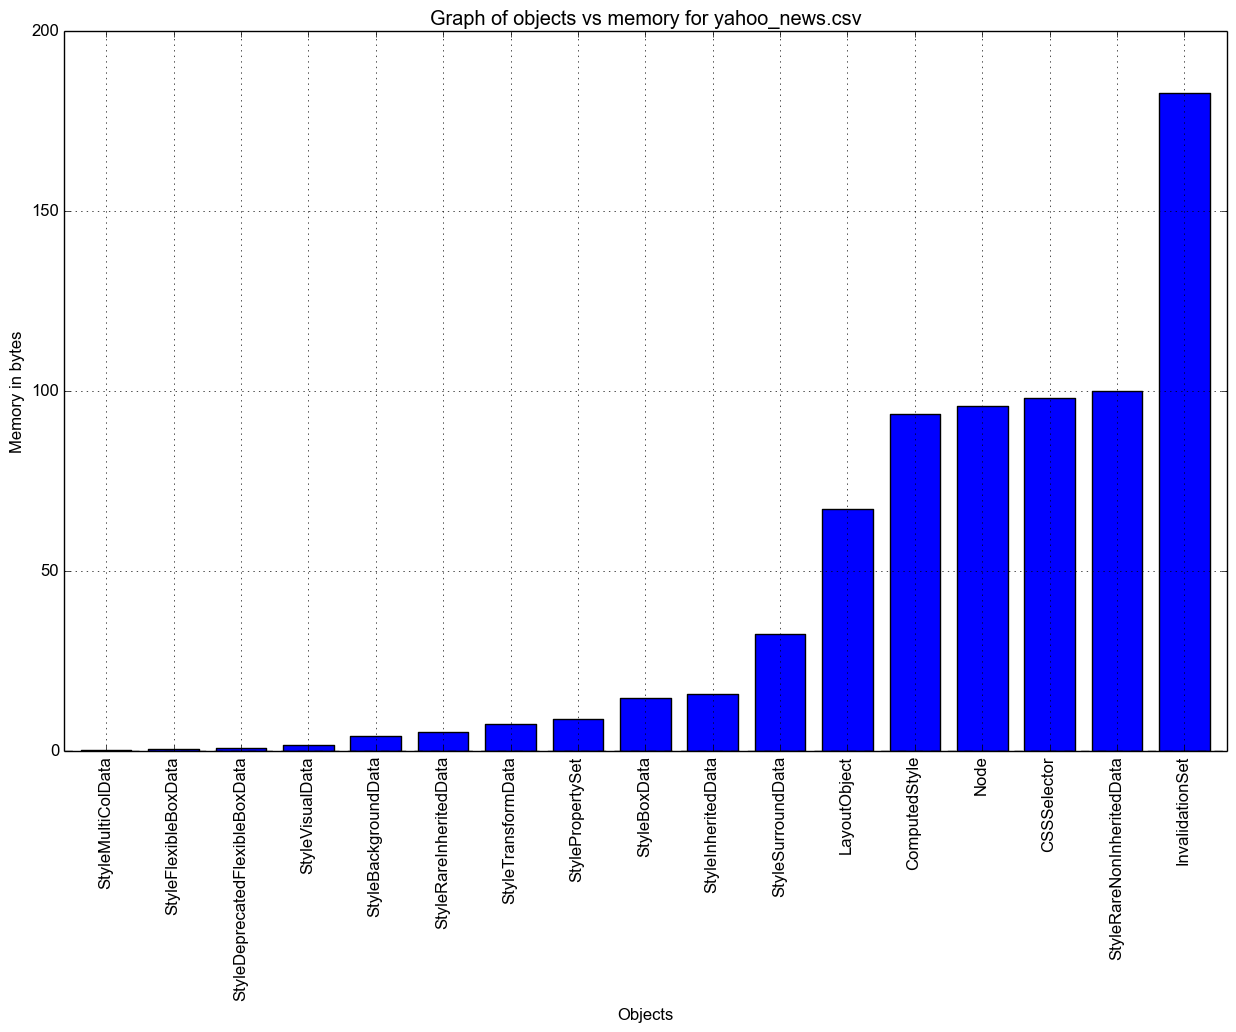 Graph of objects vs memory for yahoo_news.csv
200
150
100
50
0
Memory in bytes
StyleMultiColData
StyleFlexibleBoxData
StyleDeprecatedFlexibleBoxData
StyleVisualData
StyleBackgroundData
StyleRareInheritedData
StyleTransformData
StylePropertySet
StyleBoxData
StyleInheritedData
StyleSurroundData
LayoutObject
ComputedStyle
Node
CSSSelector
StyleRareNonInheritedData
InvalidationSet
Objects